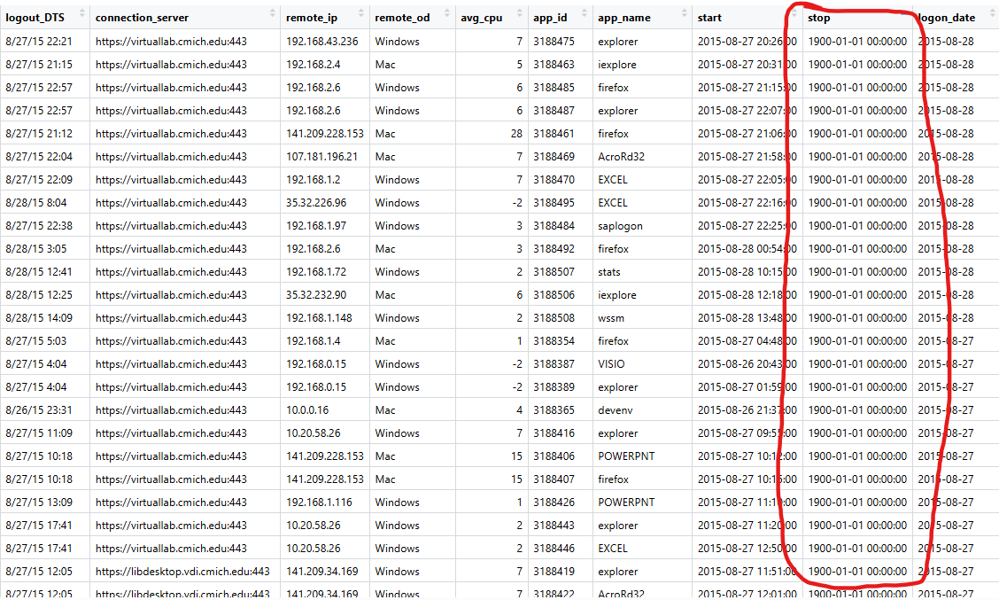 logout_DTS connection_server remote_ip remote_od avg_cpu app_id app_name start stop logon_date
8/27/15 22:21 https://virtuallab.cmich.edu:443 192.168.43.236 Windows 7 3188475 explorer 2015-08-27 20:26:00 1900-01-01 00:00:00 2015-08-28
8/27/15 21:15 https://virtuallab.cmich.edu:443 192.168.2.4 Mac 5 3188463 iexplore 2015-08-27 20:31:00 1900-01-01 00:00:00 2015-08-28
8/27/15 22:57 https://virtuallab.cmich.edu:443 192.168.2.6 Windows 6 3188485 firefox 2015-08-27 21:15:00 1900-01-01 00:00:00 2015-08-28
8/27/15 22:57 https://virtuallab.cmich.edu:443 192.168.2.6 Windows 6 3188487 explorer 2015-08-27 22:07:00 1900-01-01 00:00:00 2015-08-28
8/27/15 21:12 https://virtuallab.cmich.edu:443 141.209.228.153 Mac 28 3188461 firefox 2015-08-27 21:06:00 1900-01-01 00:00:00 2015-08-28
8/27/15 22:04 https://virtuallab.cmich.edu:443 107.181.196.21 Mac 7 3188469 AcroRd32 2015-08-27 21:58:00 1900-01-01 00:00:00 2015-08-28
8/27/15 22:09 https://virtuallab.cmich.edu:443 192.168.1.2 Windows 7 3188470 EXCEL 2015-08-27 22:05:00 1900-01-01 00:00:00 2015-08-28
8/28/15 8:04 https://virtuallab.cmich.edu:443 35.32.226.96 Windows -2 3188495 EXCEL 2015-08-27 22:16:00 1900-01-01 00:00:00 2015-08-28
8/27/15 22:38 https://virtuallab.cmich.edu:443 192.168.1.97 Windows 3 3188484 saplogon 2015-08-27 22:25:00 1900-01-01 00:00:00 2015-08-28
8/28/15 3:05 https://virtuallab.cmich.edu:443 192.168.2.6 Mac 3 3188492 firefox 2015-08-28 00:54:00 1900-01-01 00:00:00 2015-08-28
8/28/15 12:41 https://virtuallab.cmich.edu:443 192.168.1.72 Windows 2 3188507 stats 2015-08-28 10:15:00 1900-01-01 00:00:00 2015-08-28
8/28/15 12:25 https://virtuallab.cmich.edu:443 35.32.232.90 Mac 6 3188506 iexplore 2015-08-28 12:18:00 1900-01-01 00:00:00 2015-08-28
8/28/15 14:09 https://virtuallab.cmich.edu:443 192.168.1.148 Windows 2 3188508 wssm 2015-08-28 13:48:00 1900-01-01 00:00:00 2015-08-28
8/27/15 5:03 https://virtuallab.cmich.edu:443 192.168.1.4 Mac 1 3188354 firefox 2015-08-27 04:48:00 1900-01-01 00:00:00 2015-08-27
8/27/15 4:04 https://virtuallab.cmich.edu:443 192.168.0.15 Windows -2 3188387 VISIO 2015-08-26 20:43:00 1900-01-01 00:00:00 2015-08-27
8/27/15 4:04 https://virtuallab.cmich.edu:443 192.168.0.15 Windows -2 3188389 explorer 2015-08-27 01:59:00 1900-01-01 00:00:00 2015-08-27
8/26/15 23:31 https://virtuallab.cmich.edu:443 10.0.0.16 Mac 4 3188365 devenv 2015-08-26 21:37:00 1900-01-01 00:00:00 2015-08-27
8/27/15 11:09 https://virtuallab.cmich.edu:443 10.20.58.26 Windows 7 3188416 explorer 2015-08-27 1900-01-01 00:00:00 2015-08-27
8/27/15 10:18 https://virtuallab.cmich.edu:443 141.209.228.153 Mac 15 3188406 POWERPNT 2015-08-27 1900-01-01 00:00:00 2015-08-27
8/27/15 10:18 https://virtuallab.cmich.edu:443 141.209.228.153 Mac 15 3188407 firefox 2015-08-27 1900-01-01 00:00:00 2015-08-27
8/27/15 13:09 https://virtuallab.cmich.edu:443 192.168.1.116 Windows 1 3188426 POWERPNT 2015-08-27 1900-01-01 00:00:00 2015-08-27
8/27/15 17:41 https://virtuallab.cmich.edu:443 10.20.58.26 Windows 2 3188443 explorer 2015-08-27 11:20:00 1900-01-01 00:00:00 2015-08-27
8/27/15 17:41 https://virtuallab.cmich.edu:443 10.20.58.26 Windows 2 3188446 EXCEL 2015-08-27 12:50:00 1900-01-01 00:00:00 2015-08-27
8/27/15 12:05 https://libdesktop.vdi.cmich.edu:443 141.209.34.169 Windows 7 3188419 explorer 2015-08-27 11:51:00 1900-01-01 00:00:00 2015-08-27
8/27/15 12:05 https://libdesktop.vdi.cmich.edu:443 141.209.34.169 Windows 7 3188422 AcroRd32 2015-08-27 12:01:00 1900-01-01 00:00:00 2015-08-27